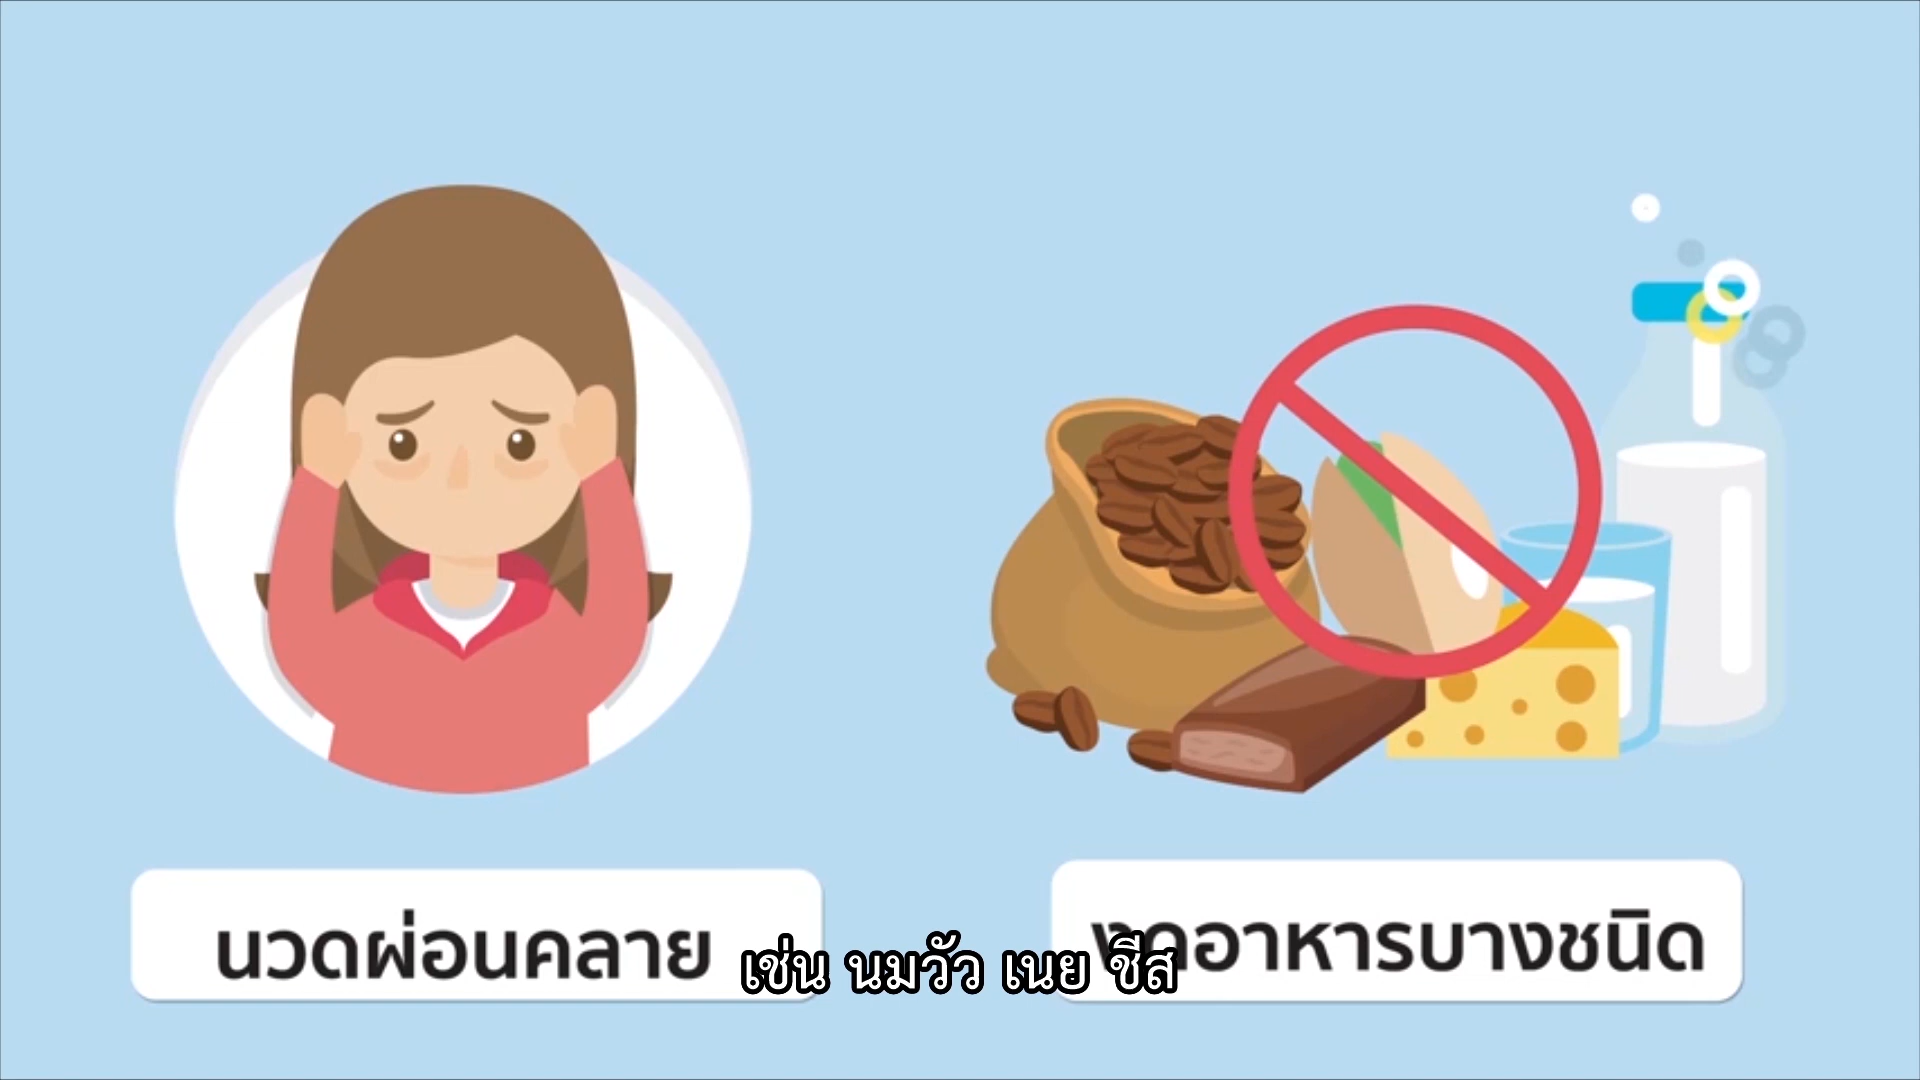 นวดผ่อนคลาย
งดอาหารบางชนิด
เช่น นมวัว เนย ชีส